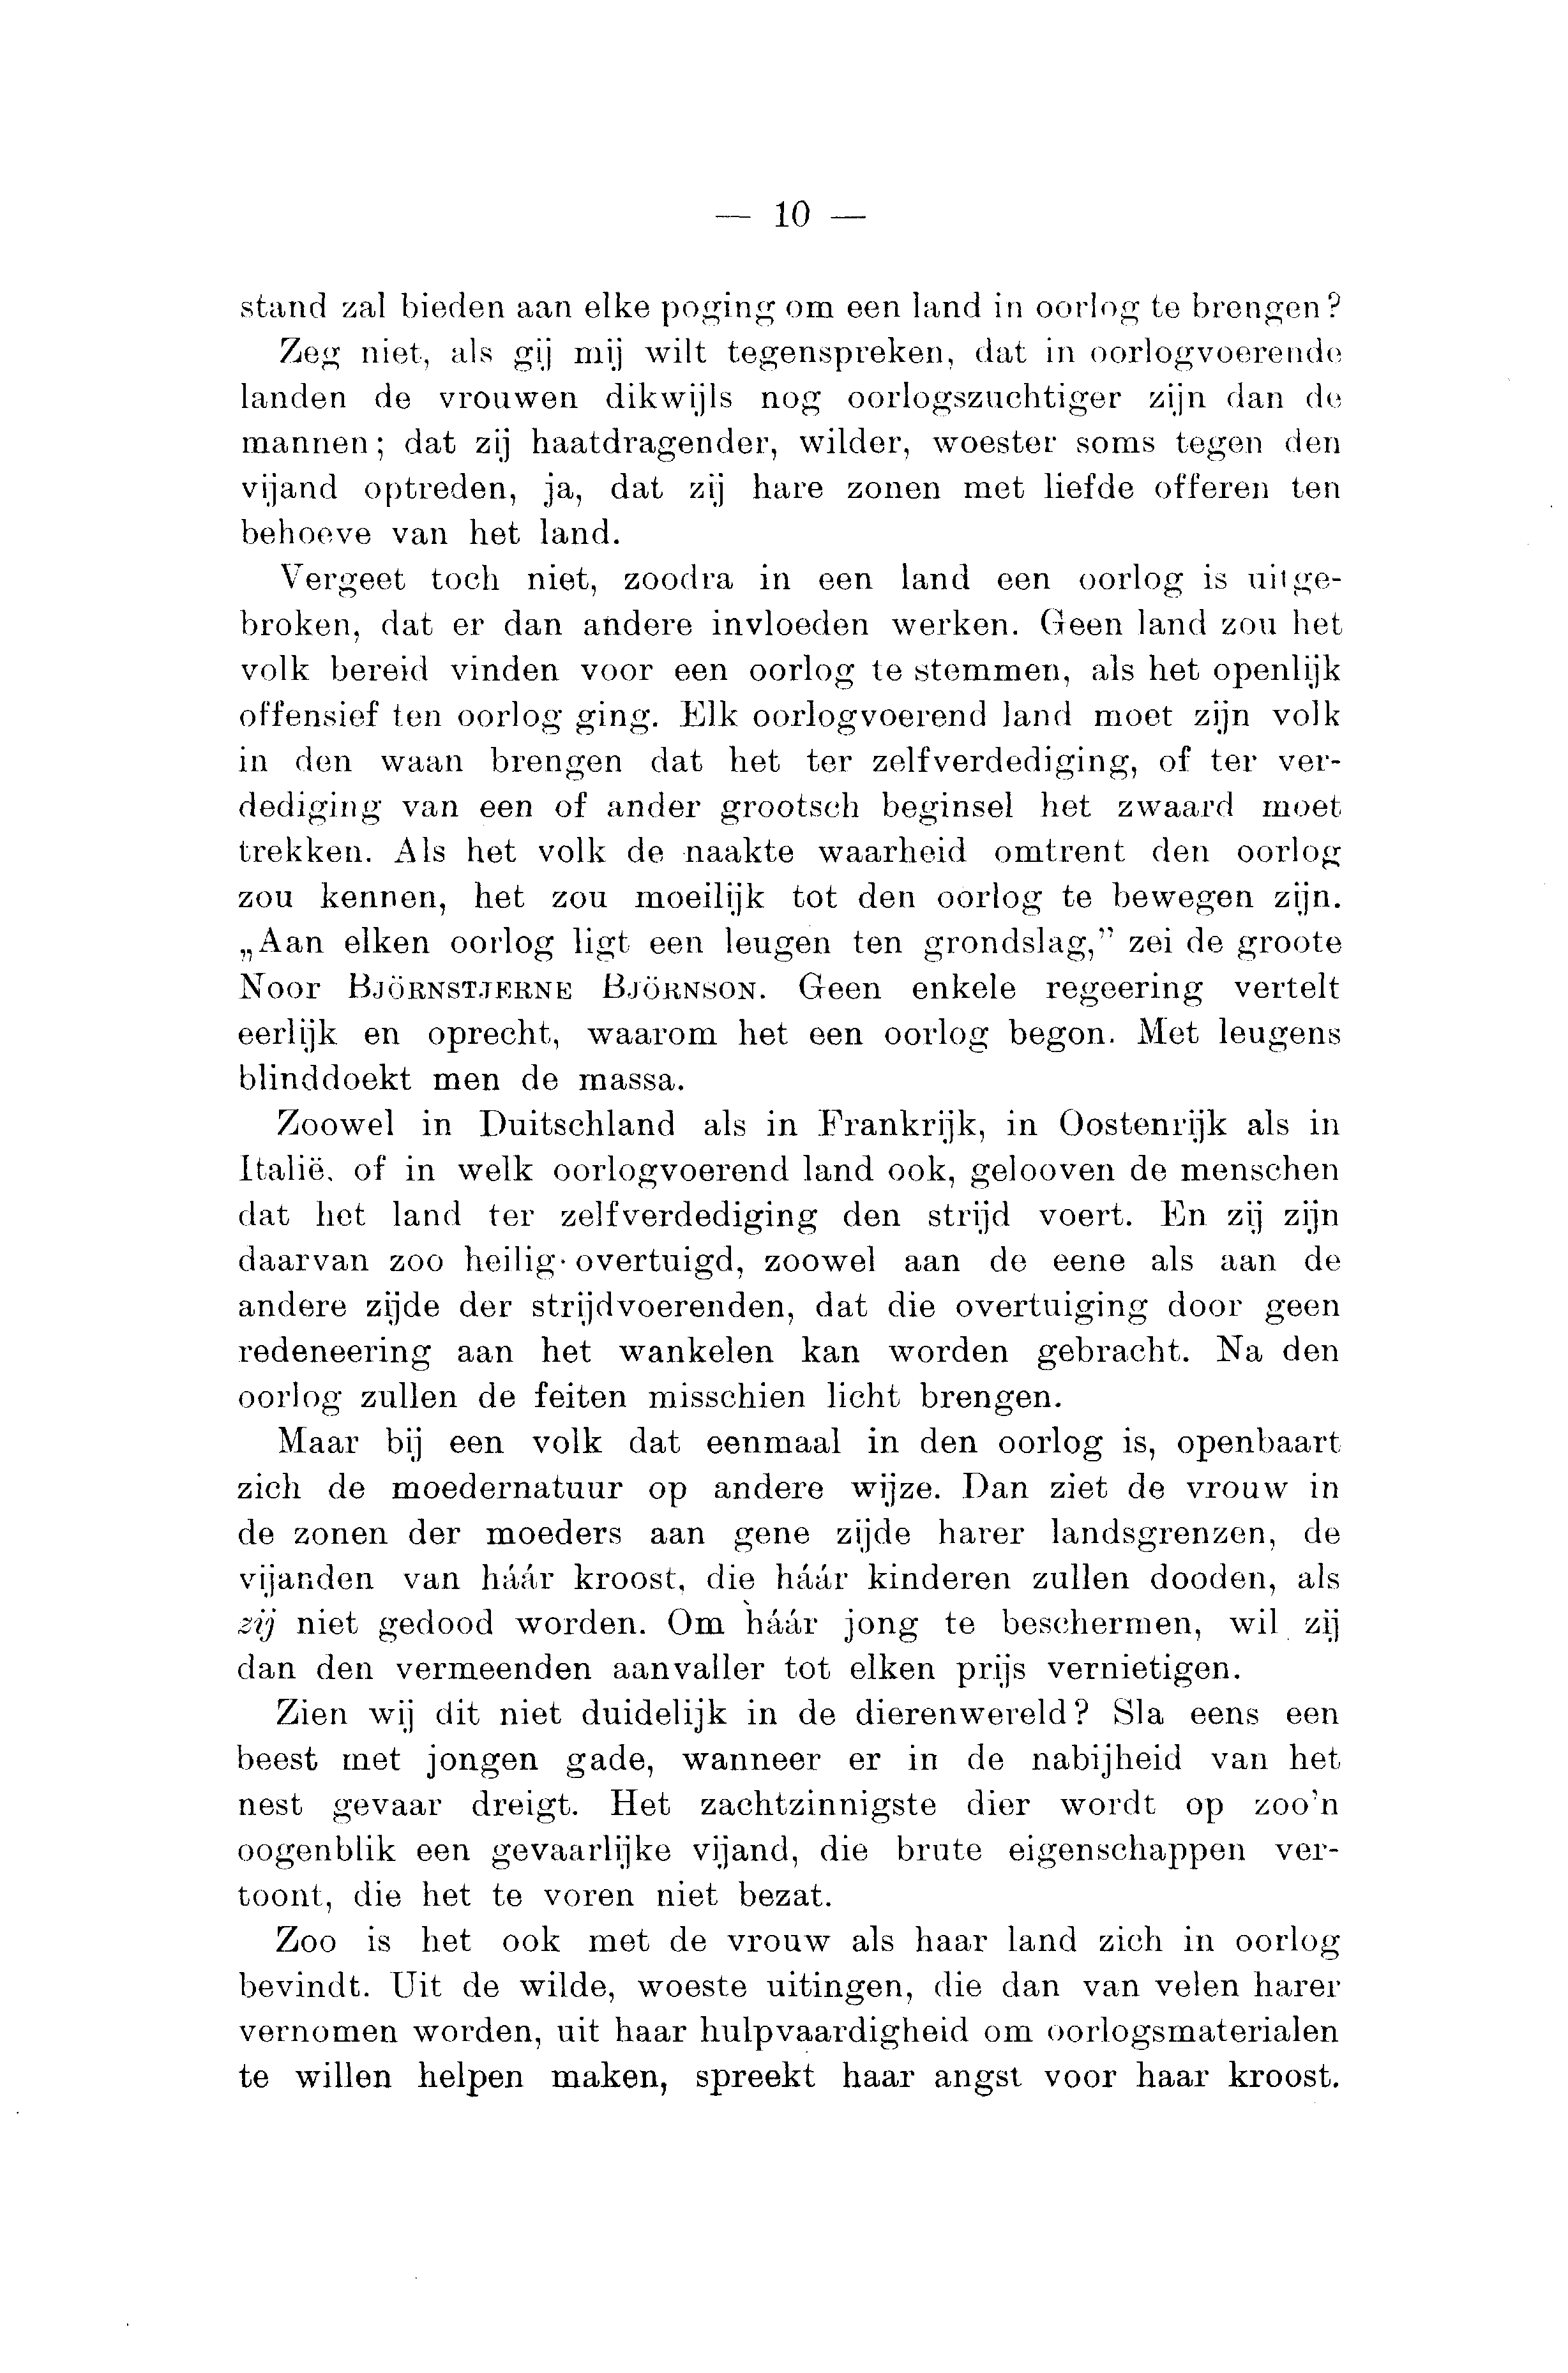 — 10 —
stand zal bieden aan elke poging om een land in oorlog te brengen?
Zeg niet, als gij mij wilt tegenspreken, dat in oorlogvoerende
landen de vrouwen dikwijls nog oorlogszuchtiger zijn dan de
mannen; dat zij haatdragender, wilder, woester soms tegen den
vijand optreden, ja, dat zij hare zonen met liefde offeren ten
behoeve van het land.
Vergeet toch niet, zoodra in een land een oorlog is uitge-
broken, dat er dan andere invloeden werken. Geen land zou het
volk bereid vinden voor een oorlog te stemmen, als het openlijk
offensief ten oorlog ging. Elk oorlogvoerend land moet zijn volk
in den waan brengen dat het ter zelfverdediging, of ter ver-
dediging van een of ander grootsch beginsel het zwaard moet
trekken. Als het volk de naakte waarheid omtrent den oorlog
zou kennen, het zou moeilijk tot den oorlog te bewegen zijn.
„Aan elken oorlog ligt een leugen ten grondslag,” zei de groote
Noor BJÖRNSTJERNE BJÖRNSON. Geen enkele regeering vertelt
eerlijk en oprecht, waarom het een oorlog begon. Met leugens
blinddoekt men de massa.
Zoowel in Duitschland als in Frankrijk, in Oostenrijk als in
Italië, of in welk oorlogvoerend land ook, gelooven de menschen
dat het land ter zelfverdediging den strijd voert. En zij zijn
daarvan zoo heilig overtuigd, zoowel aan de eene als aan de
andere zijde der strijdvoerenden, dat die overtuiging door geen
redeneering aan het wankelen kan worden gebracht. Na den
oorlog zullen de feiten misschien licht brengen.
Maar bij een volk dat eenmaal in den oorlog is, openbaart
zich de moedernatuur op andere wijze. Dan ziet de vrouw in
de zonen der moeders aan gene zijde harer landsgrenzen, de
vijanden van háár kroost, die háár kinderen zullen dooden, als
zij niet gedood worden. Om háár jong te beschermen, wil zij
dan den vermeenden aanvaller tot elken prijs vernietigen.
Zien wij dit niet duidelijk in de dierenwereld? Sla eens een
beest met jongen gade, wanneer er in de nabijheid van het
nest gevaar dreigt. Het zachtzinnigste dier wordt op zoo'n
oogenblik een gevaarlijke vijand, die brute eigenschappen ver-
toont, die het te voren niet bezat.
Zoo is het ook met de vrouw als haar land zich in oorlog
bevindt. Uit de wilde, woeste uitingen, die dan van velen harer
vernomen worden, uit haar hulpvaardigheid om oorlogsmaterialen
te willen helpen maken, spreekt haar angst voor haar kroost.